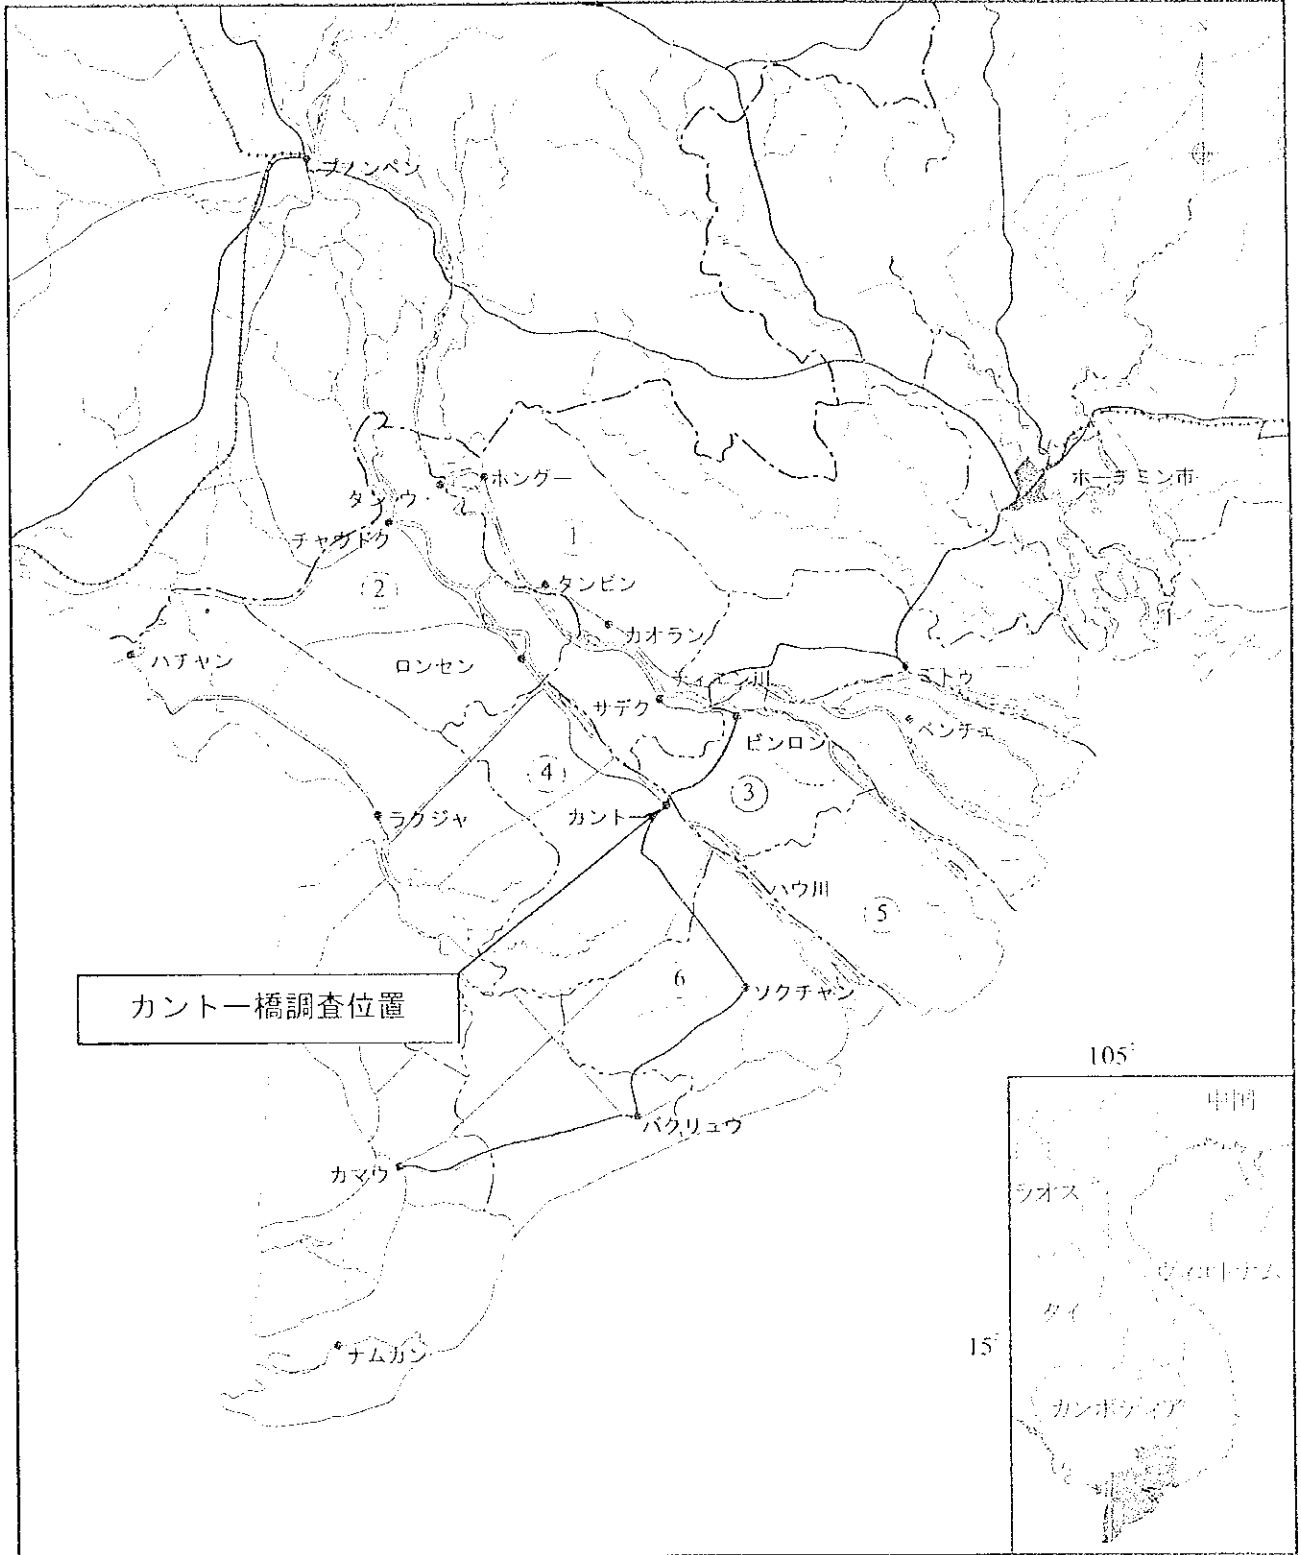 プノンペン
ホーチミン市
ホングー
タンウ
チャウドク
1
2
タンビン
カオラン
ハチャン
ロンセン
ティエン川
ミトウ
サデク
ビンロン
ベンチェ
4
3
ラクジャ
カントー
ハウ川
5
6
ソクチャン
カントー橋調査位置
バクリュウ
カマウ
ナムカン
105°
中国
ラオス
ヴィエトナム
タイ
15°
カンボディア